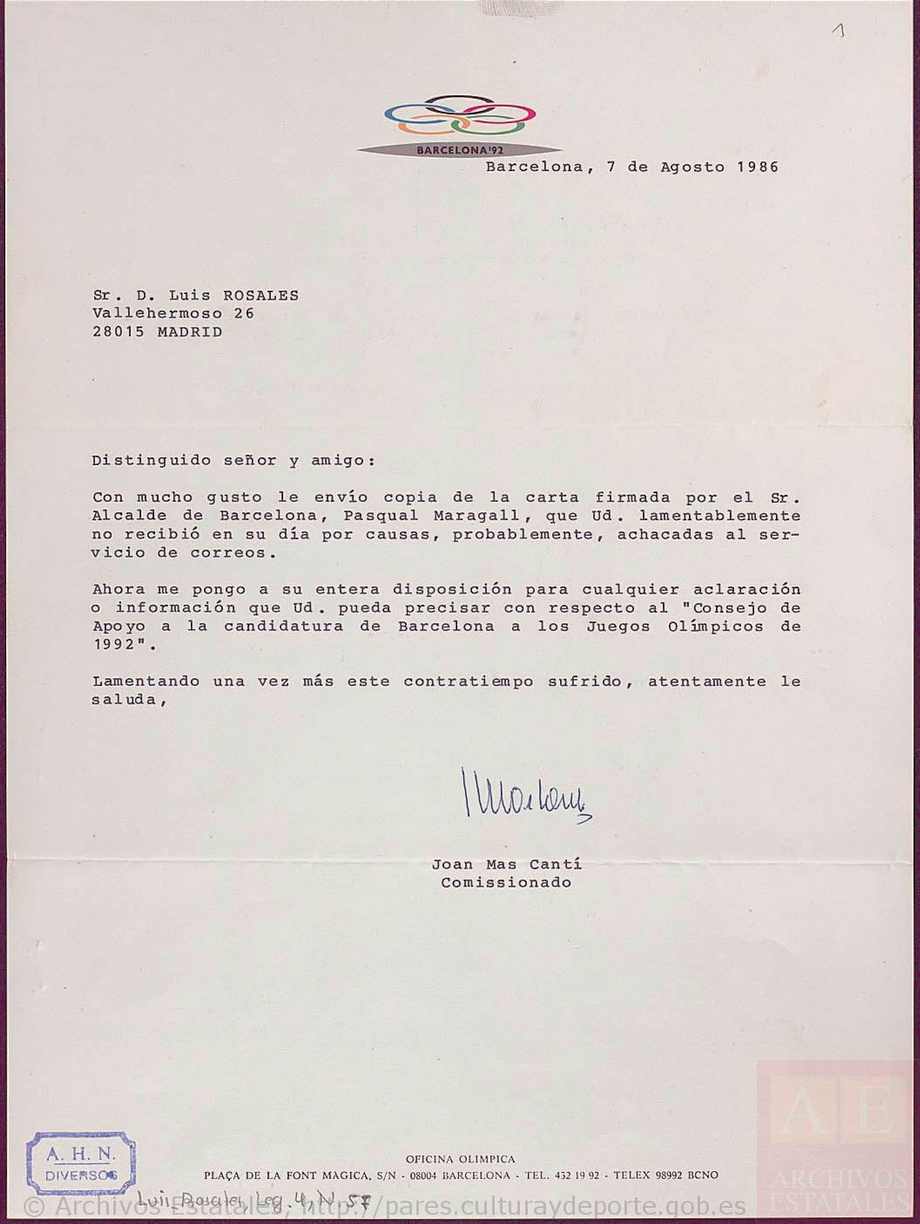 1
BARCELONA'92
Barcelona, 7 de Agosto 1986
Sr. D. Luis ROSALES
Vallehermoso 26
28015 MADRID
Distinguido señor y amigo:
Con mucho gusto le envío copia de la carta firmada por el Sr.
Alcalde de Barcelona, Pasqual Maragall, que Ud. lamentablemente
no recibió en su día por causas, probablemente, achacadas al ser-
vicio de correos.
Ahora me pongo a su entera disposición para cualquier aclaración
o información que Ud. pueda precisar con respecto al "Consejo de
Apoyo a la candidatura de Barcelona a los Juegos Olímpicos de
1992".
Lamentando una vez más este contratiempo sufrido, atentamente le
saluda,
Joan Mas Cantí
Comissionado
A. H. N.
DIVERSOS
OFICINA OLIMPICA
PLAÇA DE LA FONT MAGICA, S/N - 08004 BARCELONA - TEL. 432 19 92 - TELEX 98992 BCNO
Luis Rosales, Leg. 4, N. 57
AE
ARCHIVOS
ESTATALES
© Archivos Estatales, http://pares.culturaydeporte.gob.es